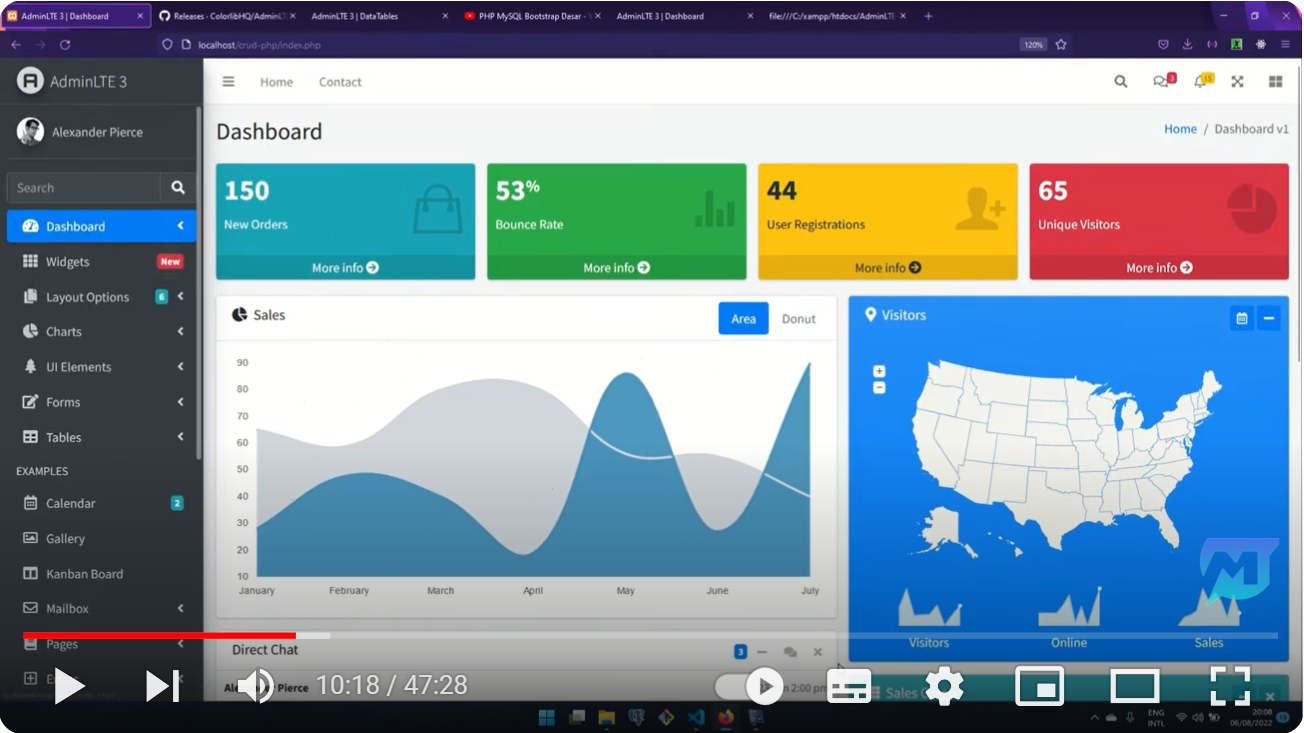 AdminLTE 3 | Dashboard
Releases · ColorlibHQ/AdminLT
AdminLTE 3 | DataTables
PHP MySQL Bootstrap Dasar -
AdminLTE 3 | Dashboard
file:///C:/xampp/htdocs/AdminLTE
localhost/crud-php/index.php
120%
AdminLTE 3
Home
Contact
3
15
Alexander Pierce
Dashboard
Home / Dashboard v1
Search
Dashboard
Widgets
New
Layout Options
6
Charts
UI Elements
Forms
Tables
EXAMPLES
Calendar
2
Gallery
Kanban Board
Mailbox
Pages
150
New Orders
More info
53%
Bounce Rate
More info
44
User Registrations
More info
65
Unique Visitors
More info
Sales
Area
Donut
90
80
70
60
50
40
30
20
10
January
February
March
April
May
June
July
Visitors
+
−
Visitors
Online
Sales
Direct Chat
3
Pierce
2:00 pm
Sales
10:18 / 47:28
ENG
INTL
20:08
06/08/2022